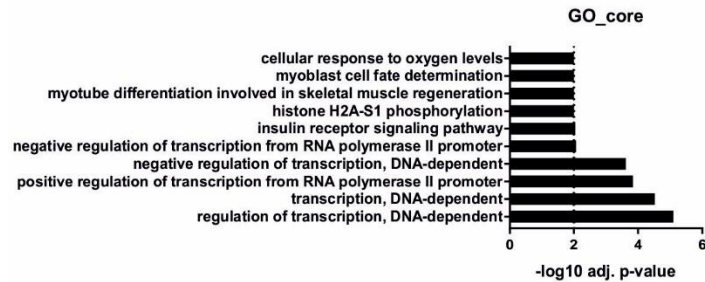 GO_core
cellular response to oxygen levels
myoblast cell fate determination
myotube differentiation involved in skeletal muscle regeneration
histone H2A-S1 phosphorylation
insulin receptor signaling pathway
negative regulation of transcription from RNA polymerase II promoter
negative regulation of transcription, DNA-dependent
positive regulation of transcription from RNA polymerase II promoter
transcription, DNA-dependent
regulation of transcription, DNA-dependent
0 2 4 6
-log10 adj. p-value